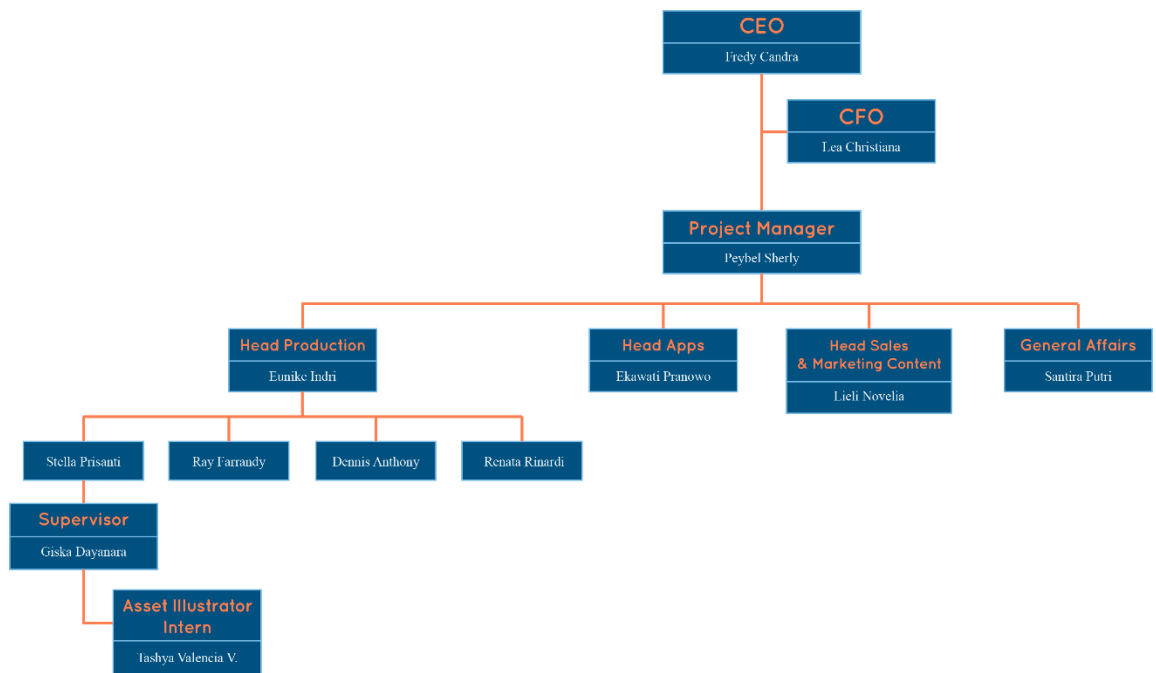 CEO
Fredy Candra
CFO
Lea Christiana
Project Manager
Peybel Sherly
Head Production
Eunike Indri
Head Apps
Ekawati Pranowo
Head Sales
& Marketing Content
Lieli Novelia
General Affairs
Santira Putri
Stella Prisanti
Ray Farrandy
Dennis Anthony
Renata Rinardi
Supervisor
Giska Dayanara
Asset Illustrator
Intern
Tashya Valencia V.